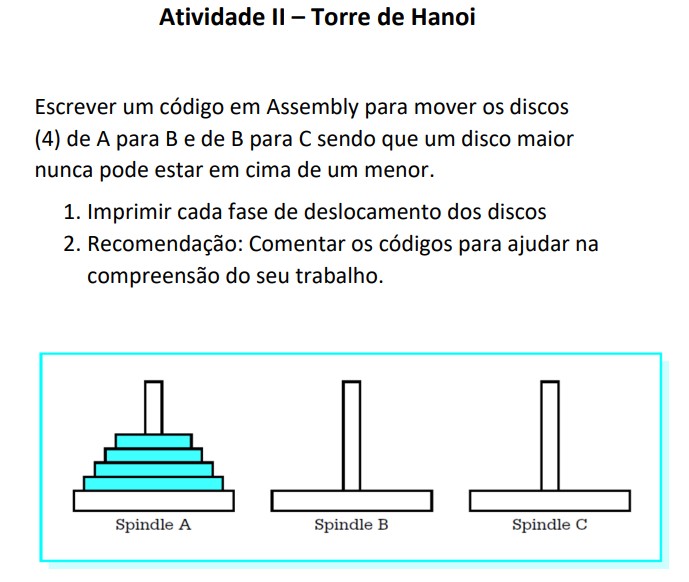 Atividade II – Torre de Hanoi
Escrever um código em Assembly para mover os discos
(4) de A para B e de B para C sendo que um disco maior
nunca pode estar em cima de um menor.
1. Imprimir cada fase de deslocamento dos discos
2. Recomendação: Comentar os códigos para ajudar na
compreensão do seu trabalho.
Spindle A
Spindle B
Spindle C